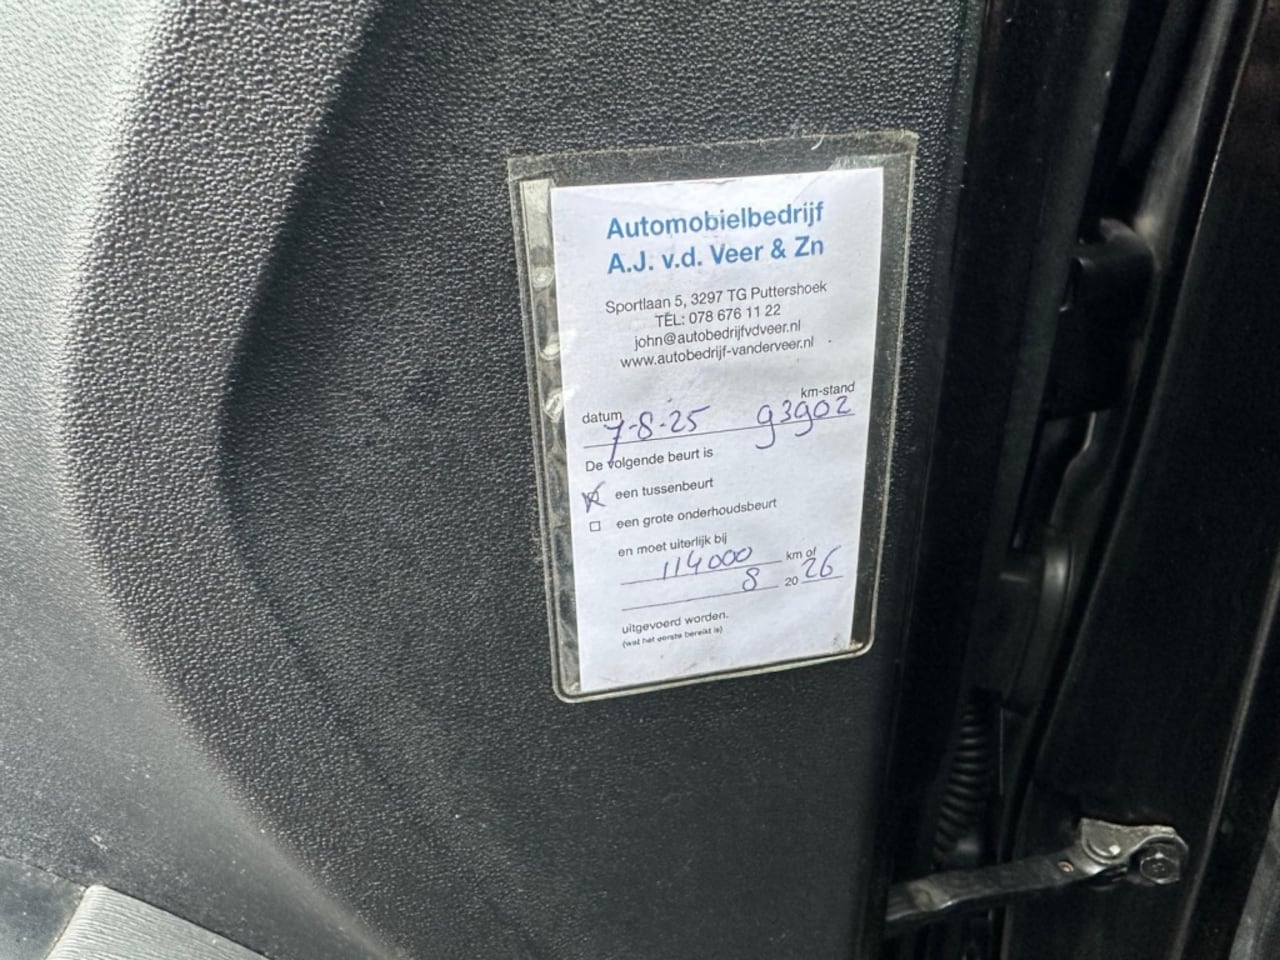 Automobielbedrijf
A.J. v.d. Veer & Zn
Sportlaan 5, 3297 TG Puttershoek
TEL: 078 676 11 22
john@autobedrijfvdveer.nl
www.autobedrijf-vanderveer.nl
datum 7-8-25 km-stand 93902
De volgende beurt is
een tussenbeurt
een grote onderhoudsbeurt
en moet uiterlijk bij
114000 km of
8 2026
uitgevoerd worden.
(wat het eerste bereikt is)